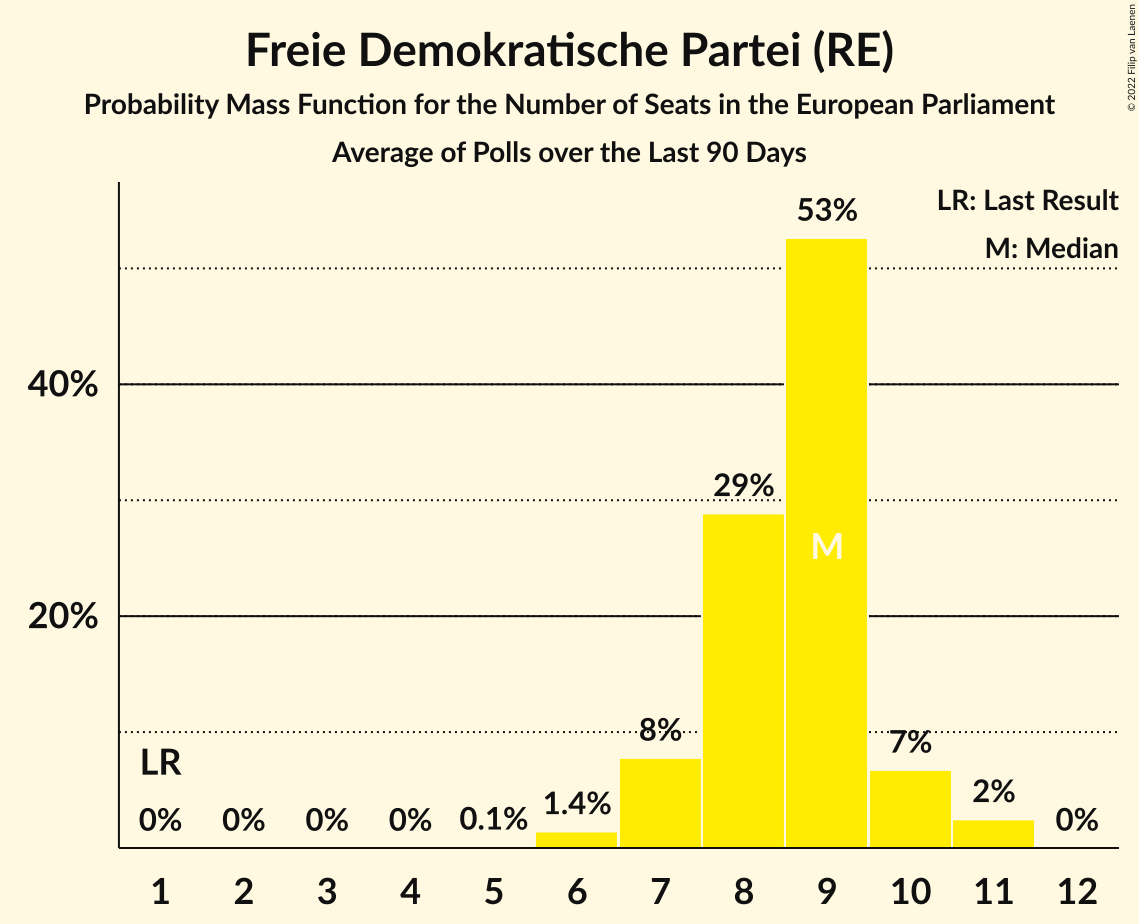 Freie Demokratische Partei (RE)
Probability Mass Function for the Number of Seats in the European Parliament
Average of Polls over the Last 90 Days
© 2022 Filip van Laenen
LR: Last Result
M: Median
53%
40%
29%
M
20%
8%
7%
LR
2%
1.4%
0% 0% 0% 0% 0.1% 0%
1 2 3 4 5 6 7 8 9 10 11 12